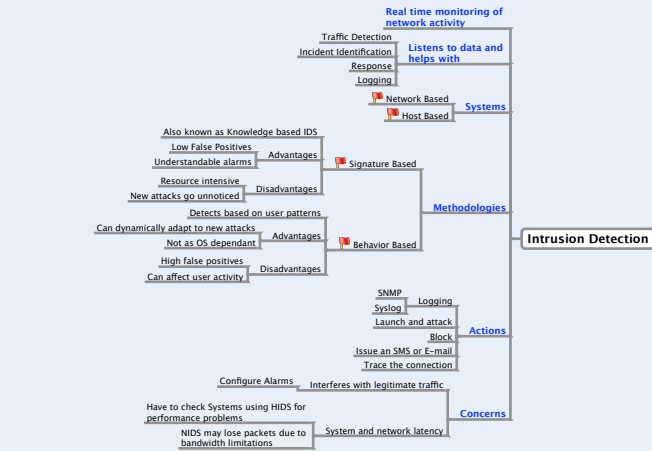 Real time monitoring of
network activity
Traffic Detection
Incident Identification
Response
Logging
Listens to data and
helps with
Network Based
Host Based
Systems
Also known as Knowledge based IDS
Low False Positives
Understandable alarms
Advantages
Resource intensive
New attacks go unnoticed
Disadvantages
Signature Based
Detects based on user patterns
Can dynamically adapt to new attacks
Not as OS dependant
Advantages
High false positives
Can affect user activity
Disadvantages
Behavior Based
Methodologies
Intrusion Detection
SNMP
Syslog
Logging
Launch and attack
Block
Issue an SMS or E-mail
Trace the connection
Actions
Configure Alarms
Interferes with legitimate traffic
Have to check Systems using HIDS for
performance problems
NIDS may lose packets due to
bandwidth limitations
System and network latency
Concerns